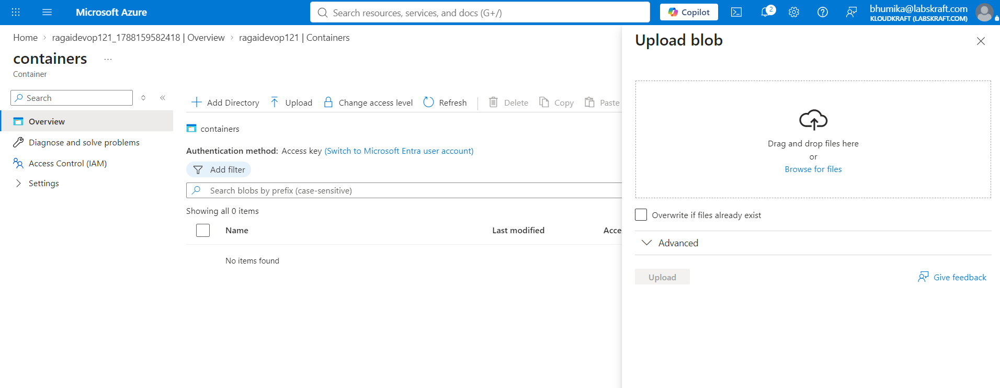 Microsoft Azure
Search resources, services, and docs (G+/)
Copilot
2
bhumika@labskraft.com
KLOUDKRAFT (LABSKRAFT.COM)
Home > ragaidevop121_1788159582418 | Overview > ragaidevop121 | Containers
containers ...
Container
Search
Overview
Diagnose and solve problems
Access Control (IAM)
Settings
Add Directory Upload Change access level Refresh Delete Copy Paste
containers
Authentication method: Access key (Switch to Microsoft Entra user account)
Add filter
Search blobs by prefix (case-sensitive)
Showing all 0 items
Name Last modified Acce
No items found
Upload blob
Drag and drop files here
or
Browse for files
Overwrite if files already exist
Advanced
Upload
Give feedback